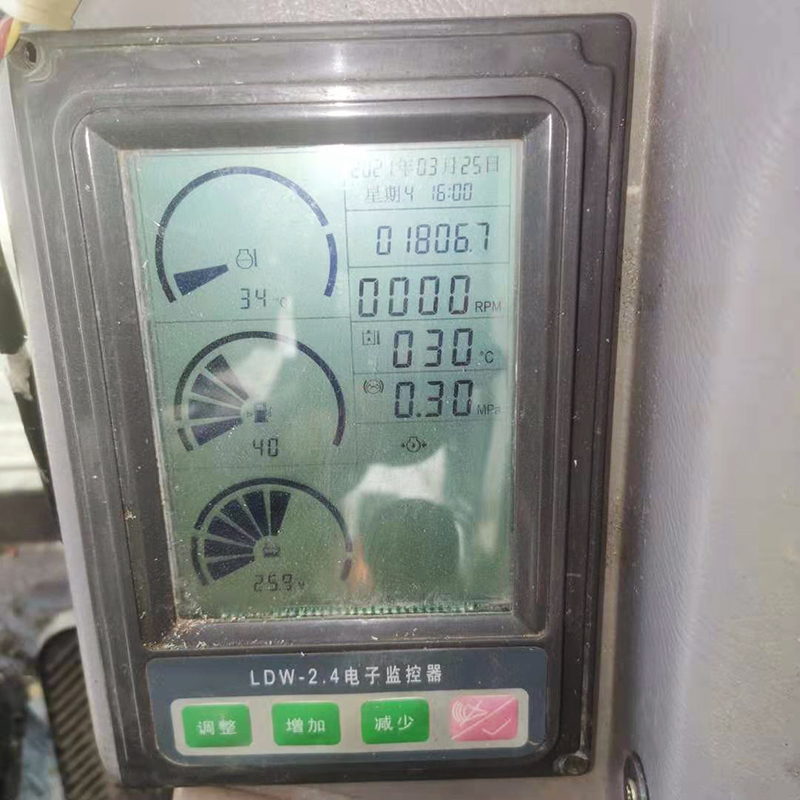 2021年03月25日
星期4 16:00
01806.7
34 °C
0000 RPM
030 °C
0.30 MPa
40
25.9 V
LDW-2.4电子监控器
调整 增加 减少